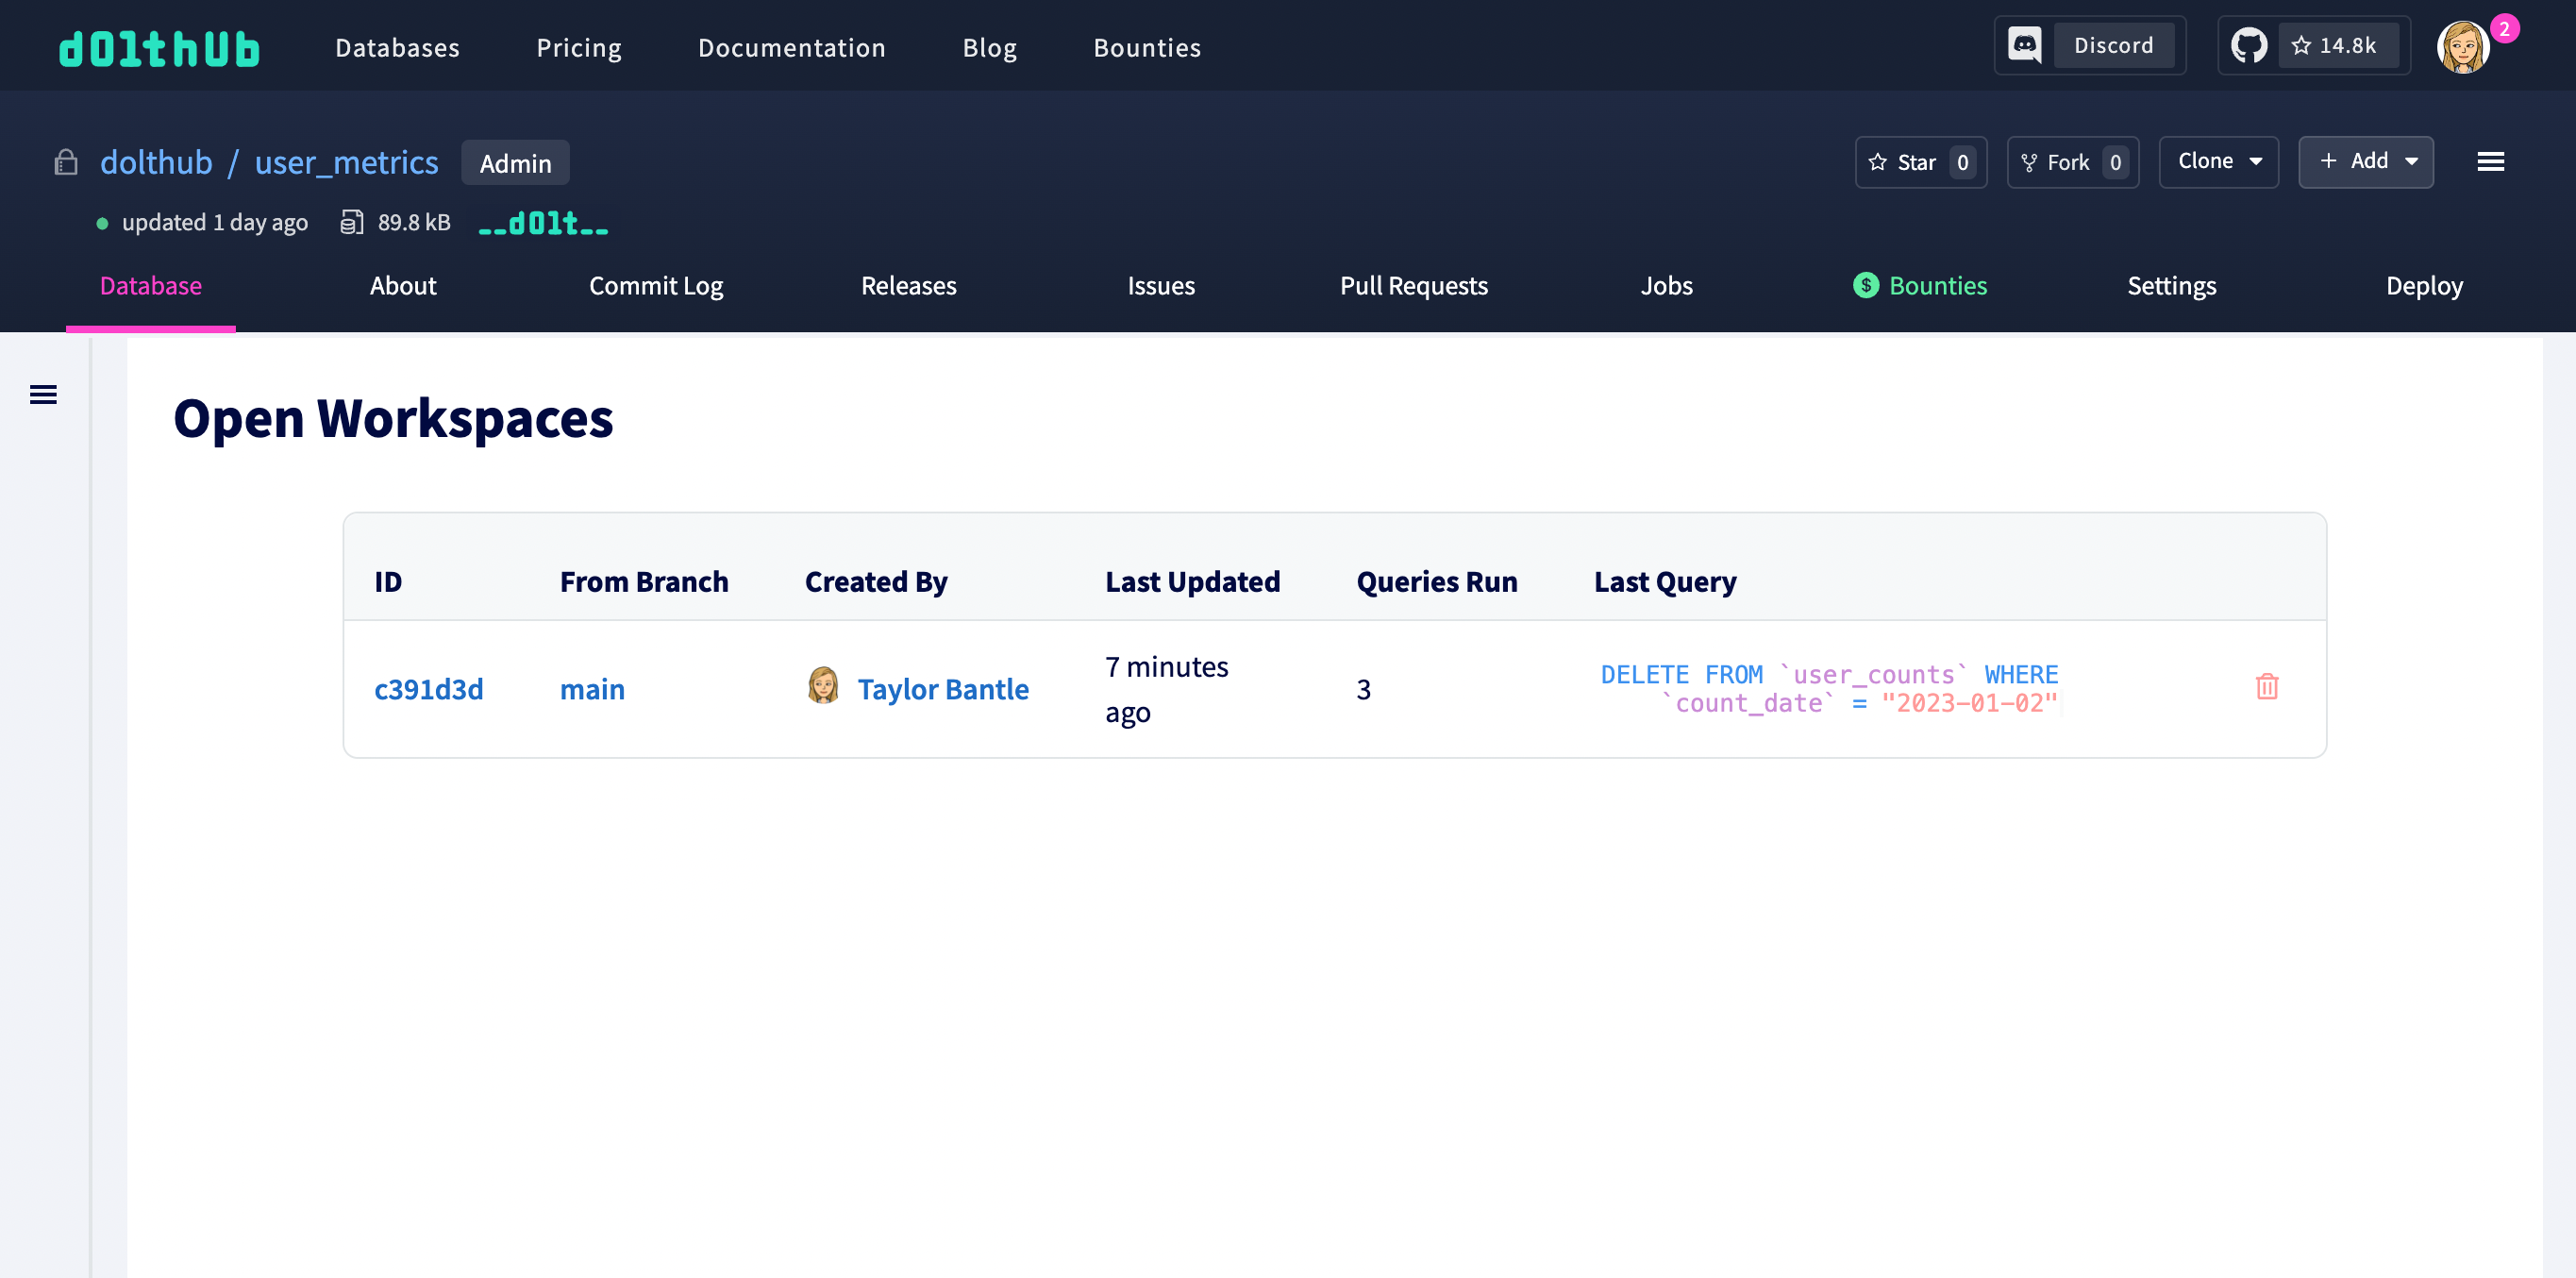 dolthub Databases Pricing Documentation Blog Bounties Discord 14.8k 2
dolthub / user_metrics Admin Star 0 Fork 0 Clone + Add
updated 1 day ago 89.8 kB __dolt__
Database About Commit Log Releases Issues Pull Requests Jobs $ Bounties Settings Deploy
Open Workspaces
ID From Branch Created By Last Updated Queries Run Last Query
c391d3d main Taylor Bantle 7 minutes ago 3 DELETE FROM `user_counts` WHERE
`count_date` = "2023-01-02"